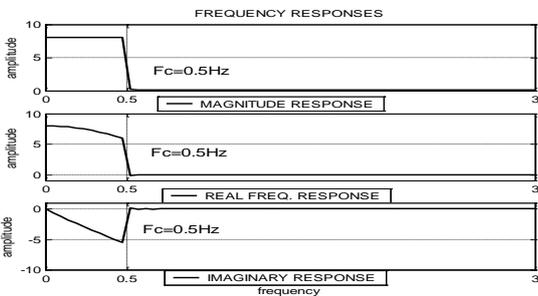 FREQUENCY RESPONSES
10
5
0
amplitude
Fc=0.5Hz
0 0.5 3
MAGNITUDE RESPONSE
10
5
0
amplitude
Fc=0.5Hz
0 0.5 3
REAL FREQ. RESPONSE
0
-5
-10
amplitude
Fc=0.5Hz
0 0.5 3
IMAGINARY RESPONSE
frequency